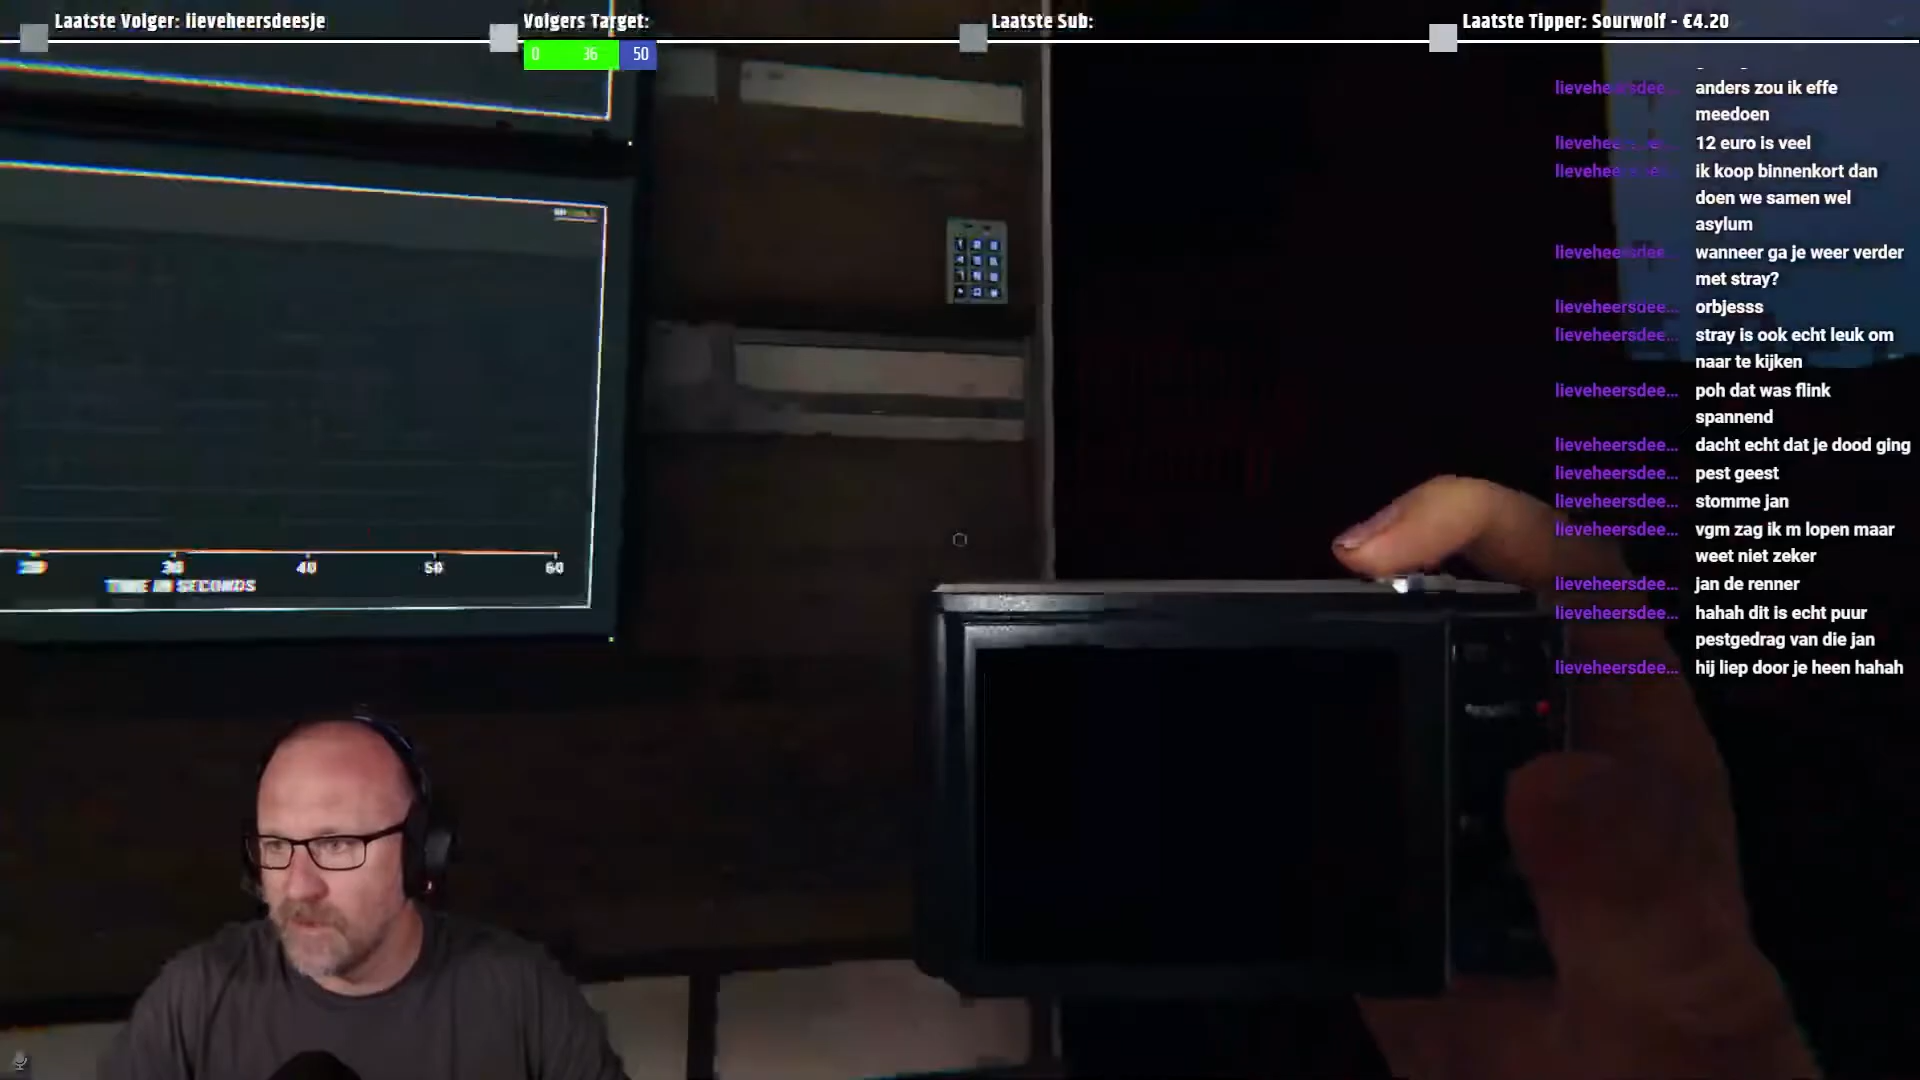 Laatste Volger: lieveheersdeesje
Volgers Target:
Laatste Sub:
Laatste Tipper: Sourwolf - €4.20
0 36 50
lieveheersdee... anders zou ik effe
meedoen
12 euro is veel
ik koop binnenkort dan
doen we samen wel
asylum
lieveheersdee... wanneer ga je weer verder
met stray?
lieveheersdee... orbjesss
lieveheersdee... stray is ook echt leuk om
naar te kijken
lieveheersdee... poh dat was flink
spannend
lieveheersdee... dacht echt dat je dood ging
lieveheersdee... pest geest
lieveheersdee... stomme jan
lieveheersdee... vgm zag ik m lopen maar
weet niet zeker
lieveheersdee... jan de renner
lieveheersdee... hahah dit is echt puur
pestgedrag van die jan
lieveheersdee... hij liep door je heen hahah
30 40 50 60
TIME IN SECONDS